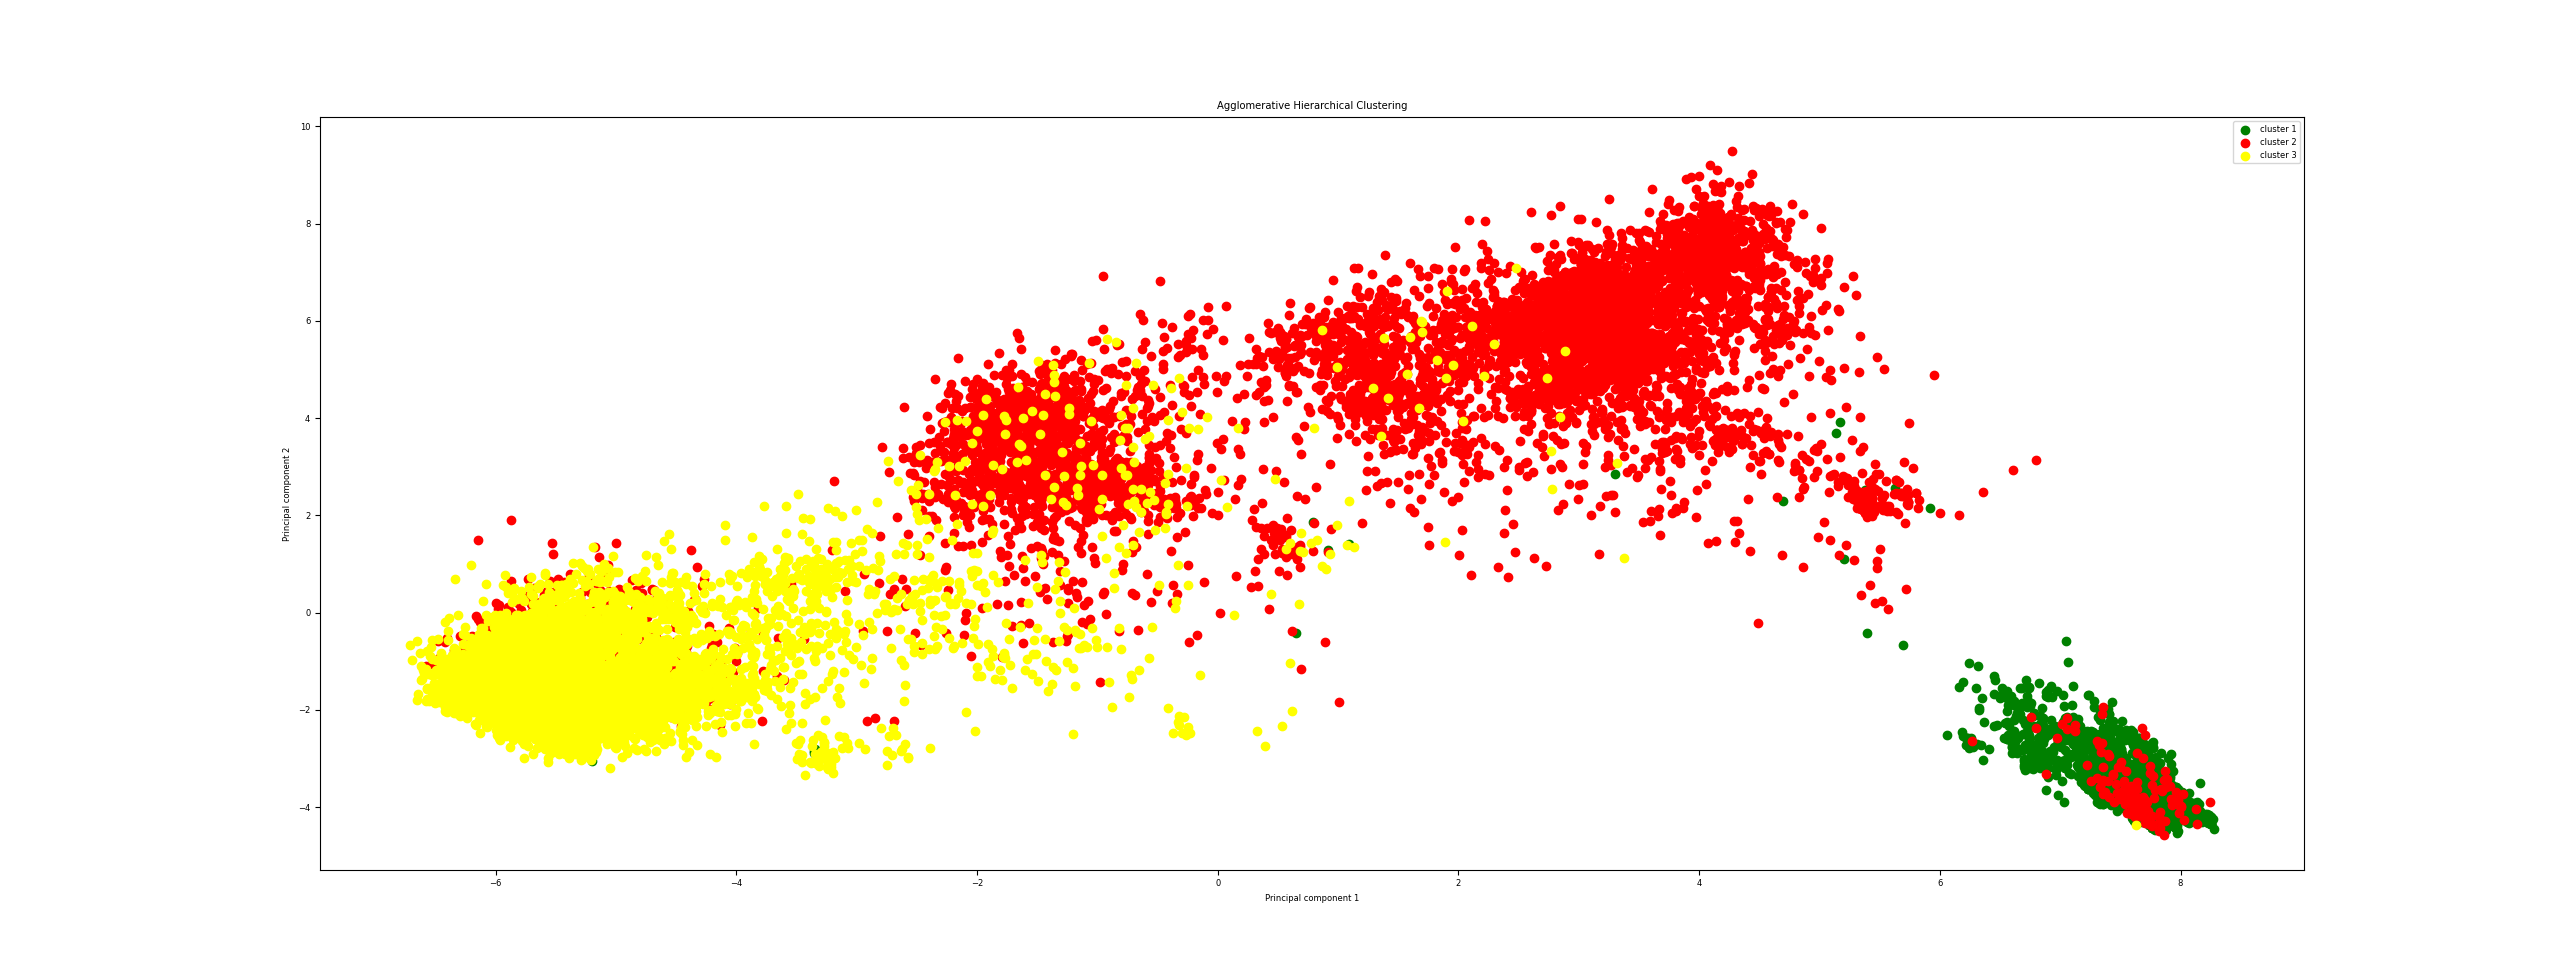 Agglomerative Hierarchical Clustering
cluster 1
cluster 2
cluster 3
10
8
6
4
2
0
−2
−4
Principal component 2
−6
−4
−2
0
2
4
6
8
Principal component 1